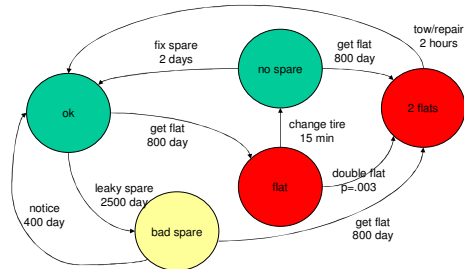 tow/repair
2 hours
fix spare
2 days
get flat
800 day
no spare
2 flats
ok
change tire
15 min
get flat
800 day
flat
double flat
p=.003
leaky spare
2500 day
notice
400 day
bad spare
get flat
800 day